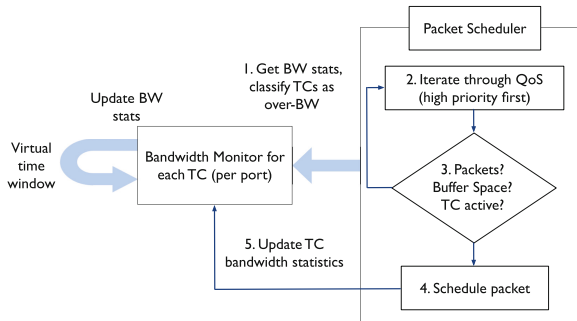 Packet Scheduler
1. Get BW stats,
classify TCs as
over-BW
2. Iterate through QoS
(high priority first)
Update BW
stats
Virtual
time
window
Bandwidth Monitor for
each TC (per port)
3. Packets?
Buffer Space?
TC active?
5. Update TC
bandwidth statistics
4. Schedule packet